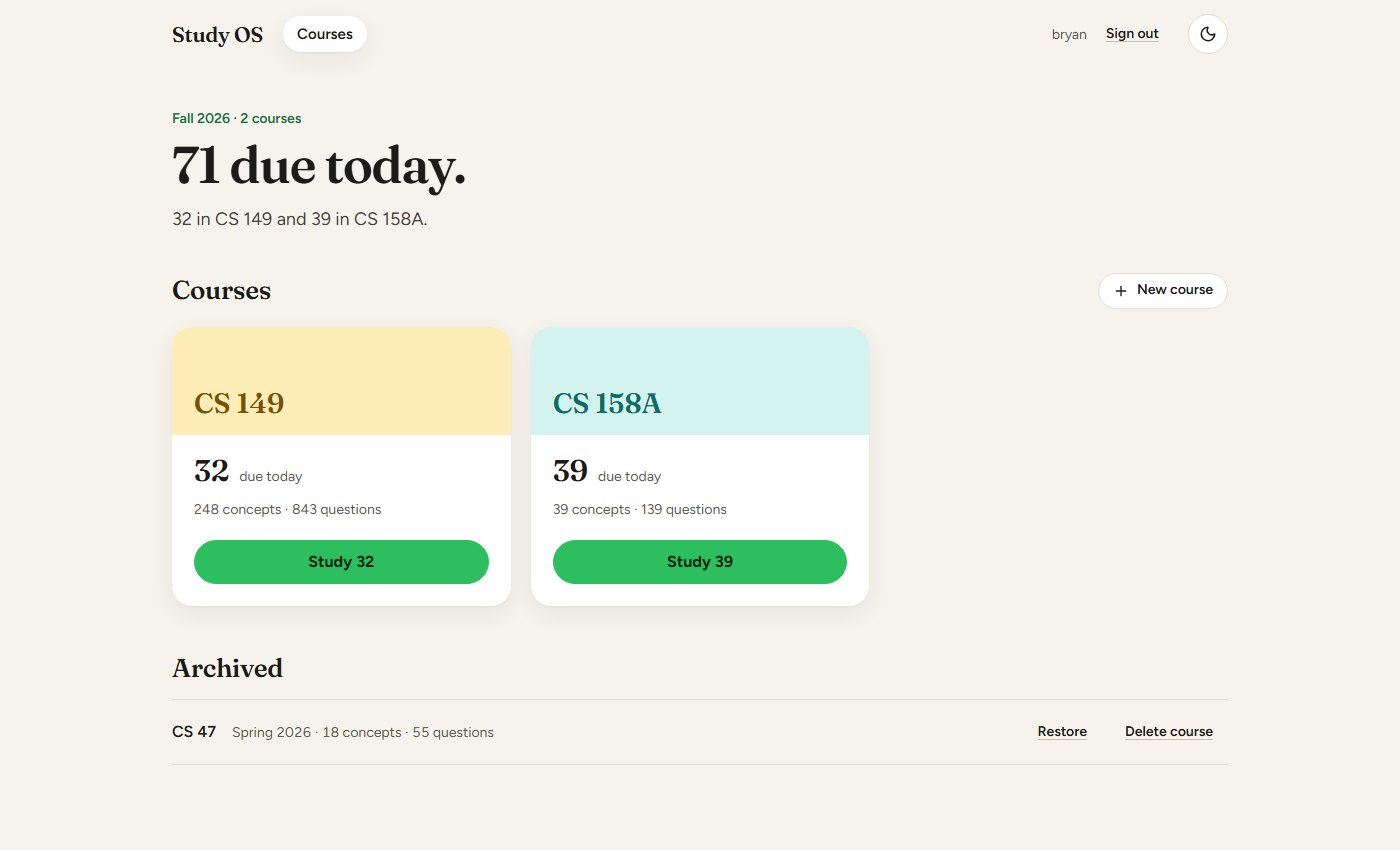 Study OS Courses bryan Sign out
Fall 2026 · 2 courses
71 due today.
32 in CS 149 and 39 in CS 158A.
Courses
+ New course
CS 149
32 due today
248 concepts · 843 questions
Study 32
CS 158A
39 due today
39 concepts · 139 questions
Study 39
Archived
CS 47 Spring 2026 · 18 concepts · 55 questions Restore Delete course